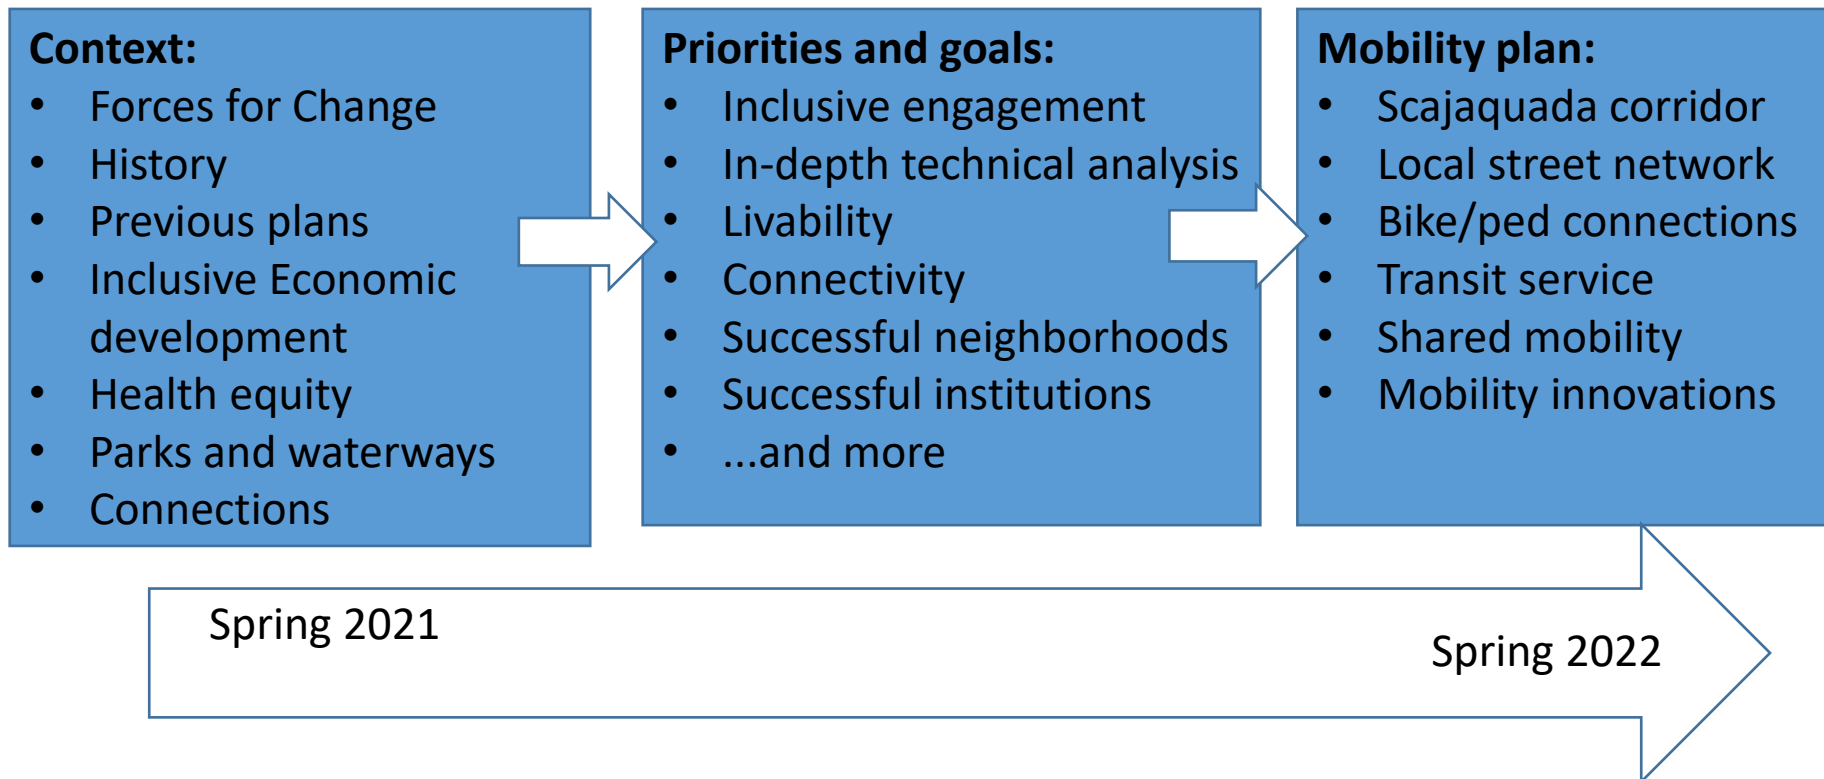 Context:
• Forces for Change
• History
• Previous plans
• Inclusive Economic
development
• Health equity
• Parks and waterways
• Connections
Priorities and goals:
• Inclusive engagement
• In-depth technical analysis
• Livability
• Connectivity
• Successful neighborhoods
• Successful institutions
• ...and more
Mobility plan:
• Scajaquada corridor
• Local street network
• Bike/ped connections
• Transit service
• Shared mobility
• Mobility innovations
Spring 2021
Spring 2022